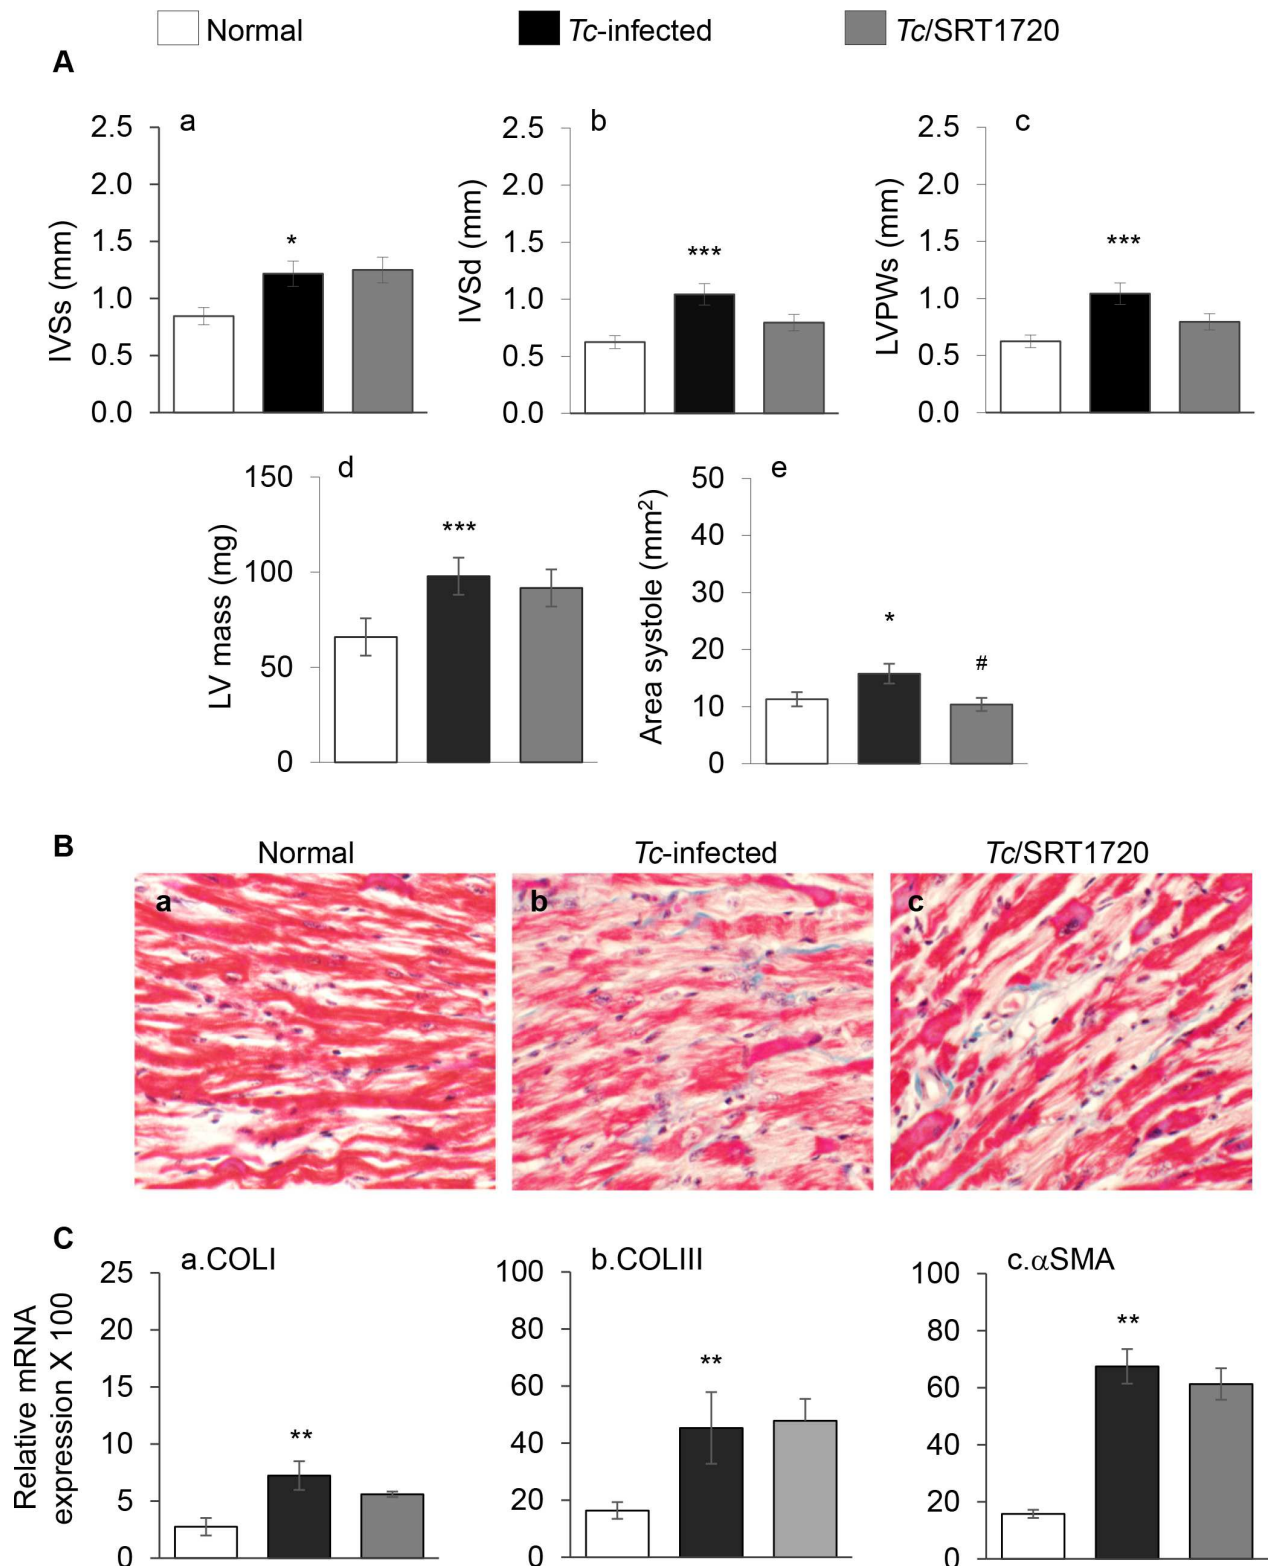 Normal Tc-infected Tc/SRT1720
A
a b c
2.5 2.5 2.5
2.0 2.0 2.0
1.5 1.5 1.5
1.0 1.0 1.0
0.5 0.5 0.5
0.0 0.0 0.0
IVSs (mm) IVSd (mm) LVPWs (mm)
* *** ***
d e
150 50
100 40
50 30
0 20
10
0
LV mass (mg) Area systole (mm²)
*** * #
B
Normal Tc-infected Tc/SRT1720
a b c
C
a.COLI b.COLIII c.αSMA
Relative mRNA
expression X 100
25 100 100
20 80 80
15 60 60
10 40 40
5 20 20
0 0 0
** ** **